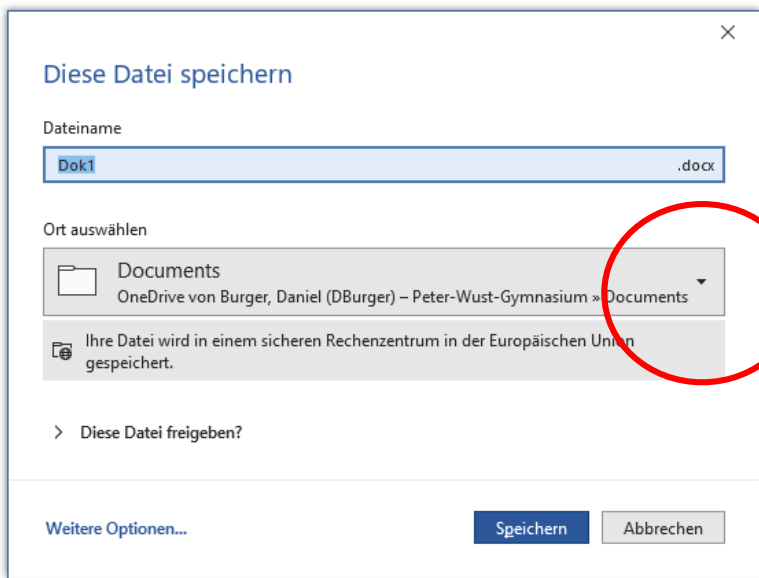 Diese Datei speichern
Dateiname
Dok1 .docx
Ort auswählen
Documents
OneDrive von Burger, Daniel (DBurger) – Peter-Wust-Gymnasium » Documents
Ihre Datei wird in einem sicheren Rechenzentrum in der Europäischen Union
gespeichert.
Diese Datei freigeben?
Weitere Optionen... Speichern Abbrechen